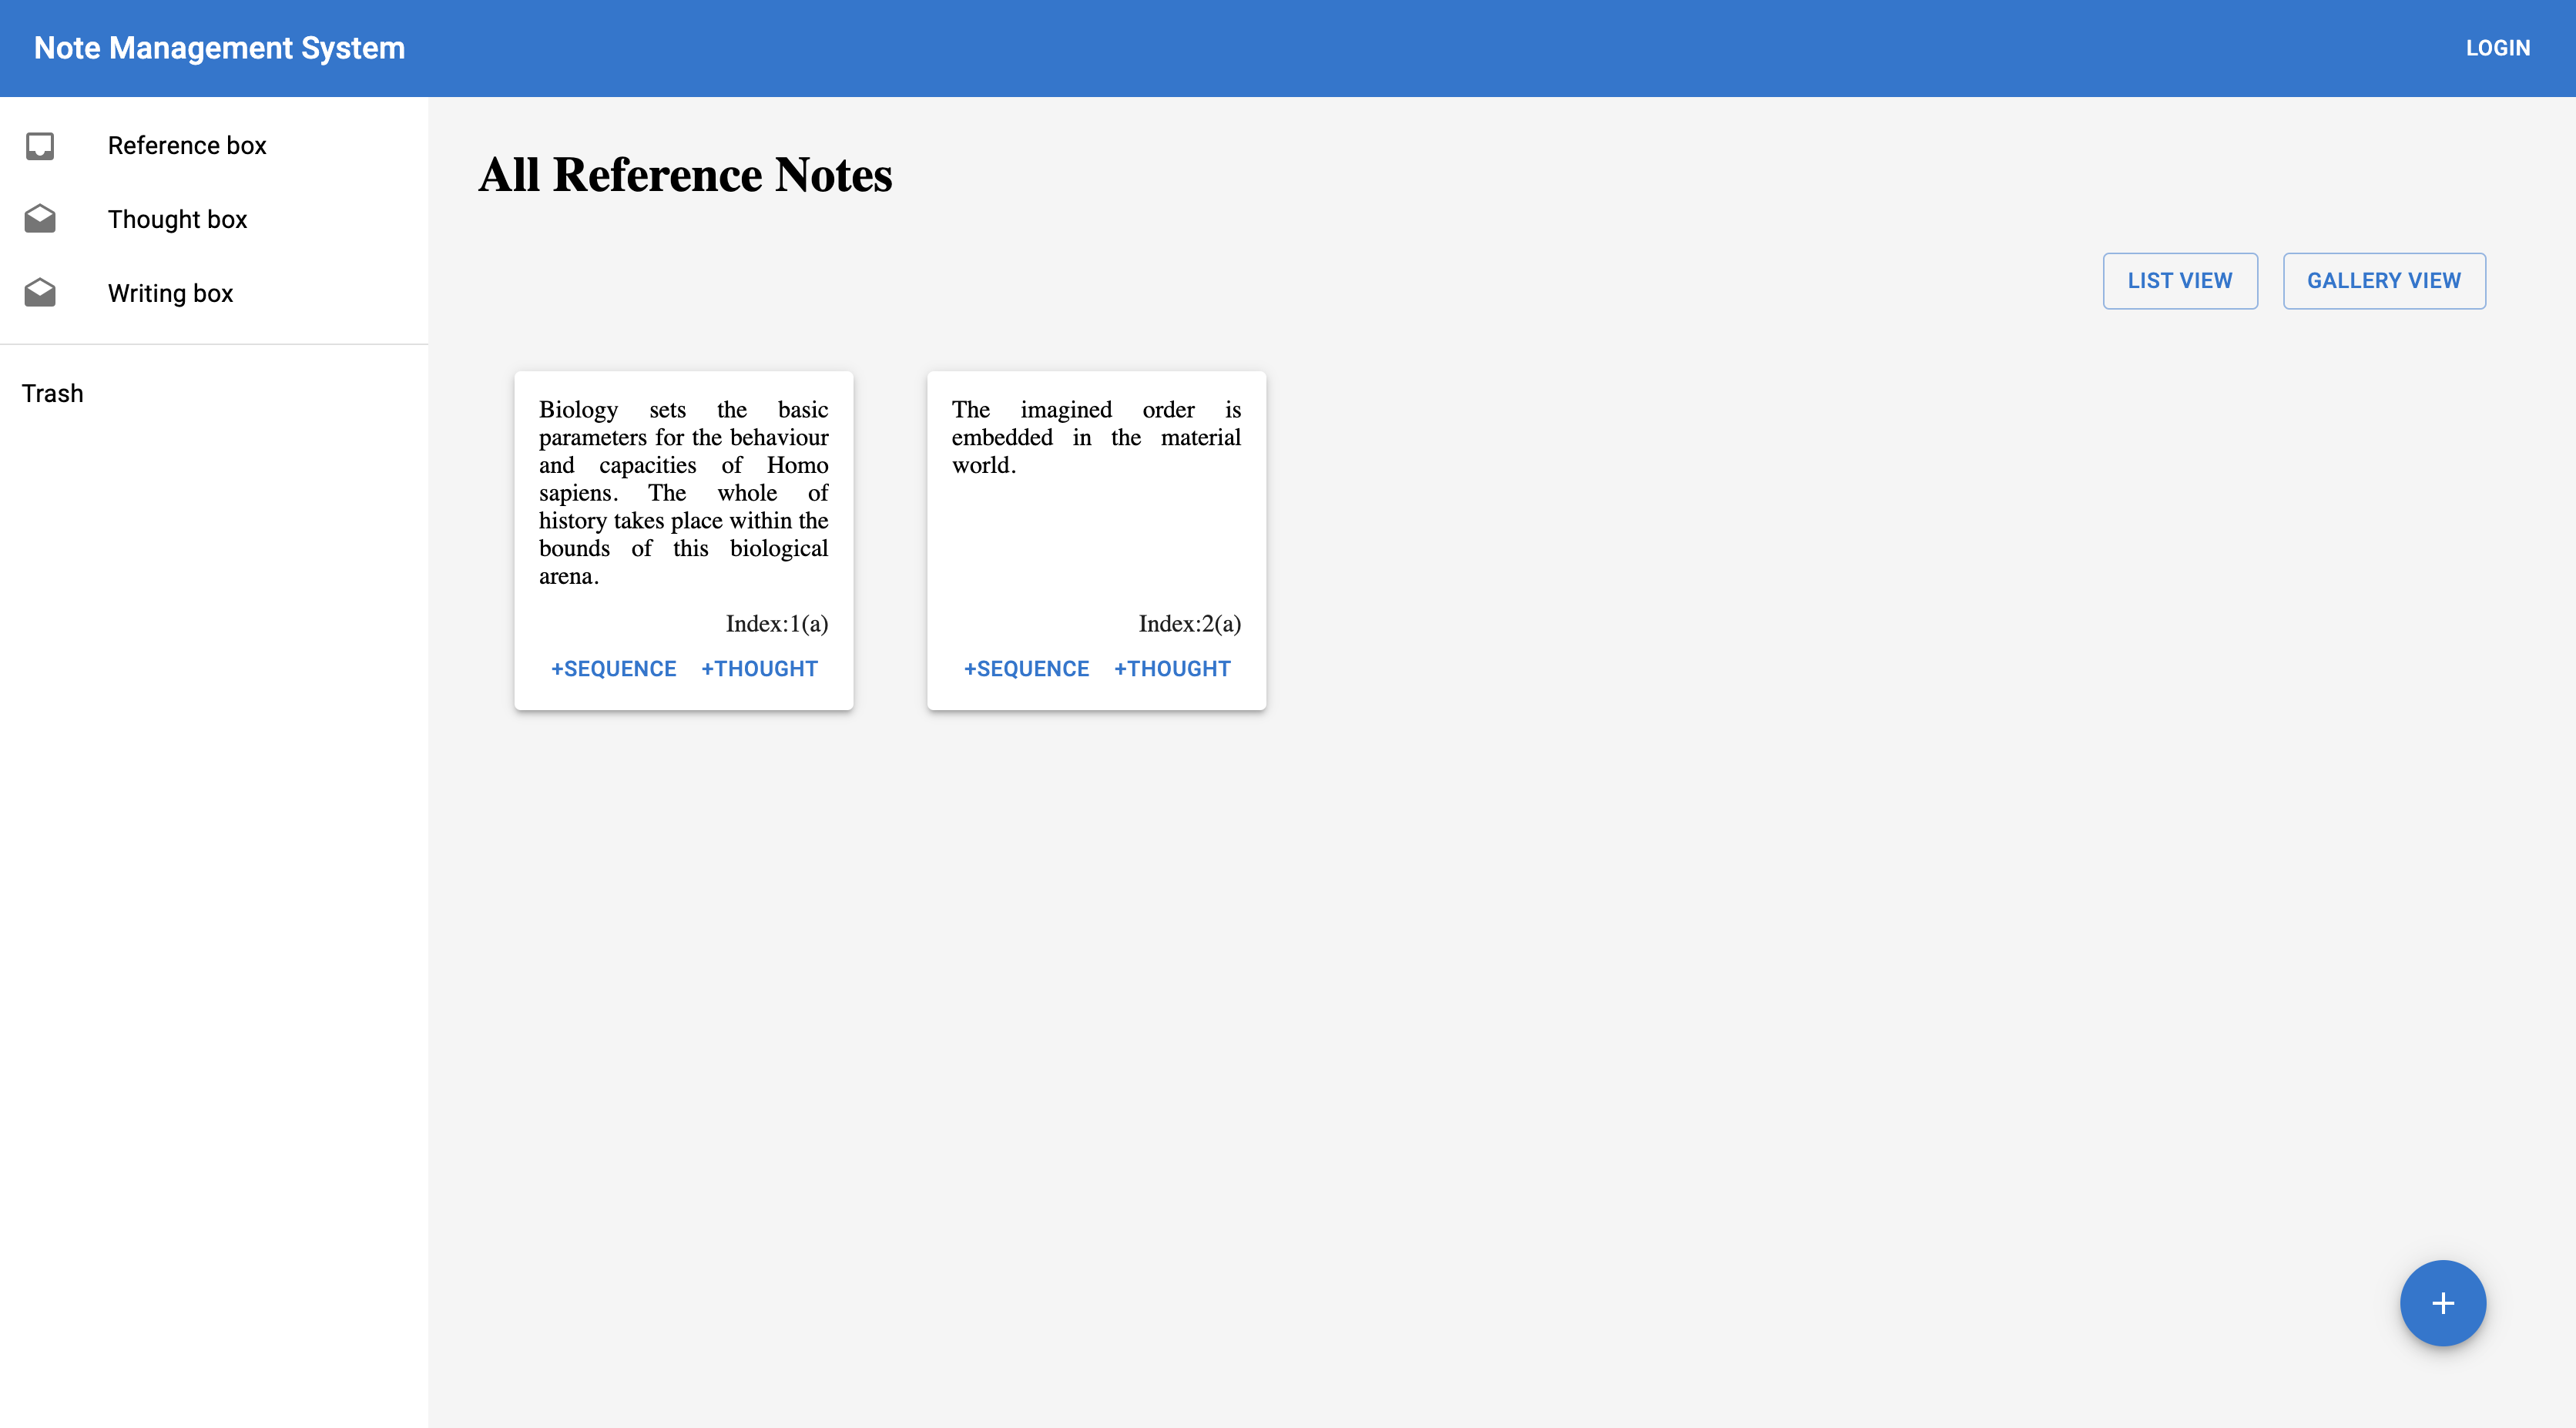 Note Management System
LOGIN
Reference box
Thought box
Writing box
Trash
All Reference Notes
LIST VIEW
GALLERY VIEW
Biology sets the basic
parameters for the behaviour
and capacities of Homo
sapiens. The whole of
history takes place within the
bounds of this biological
arena.
Index:1(a)
+SEQUENCE +THOUGHT
The imagined order is
embedded in the material
world.
Index:2(a)
+SEQUENCE +THOUGHT
+